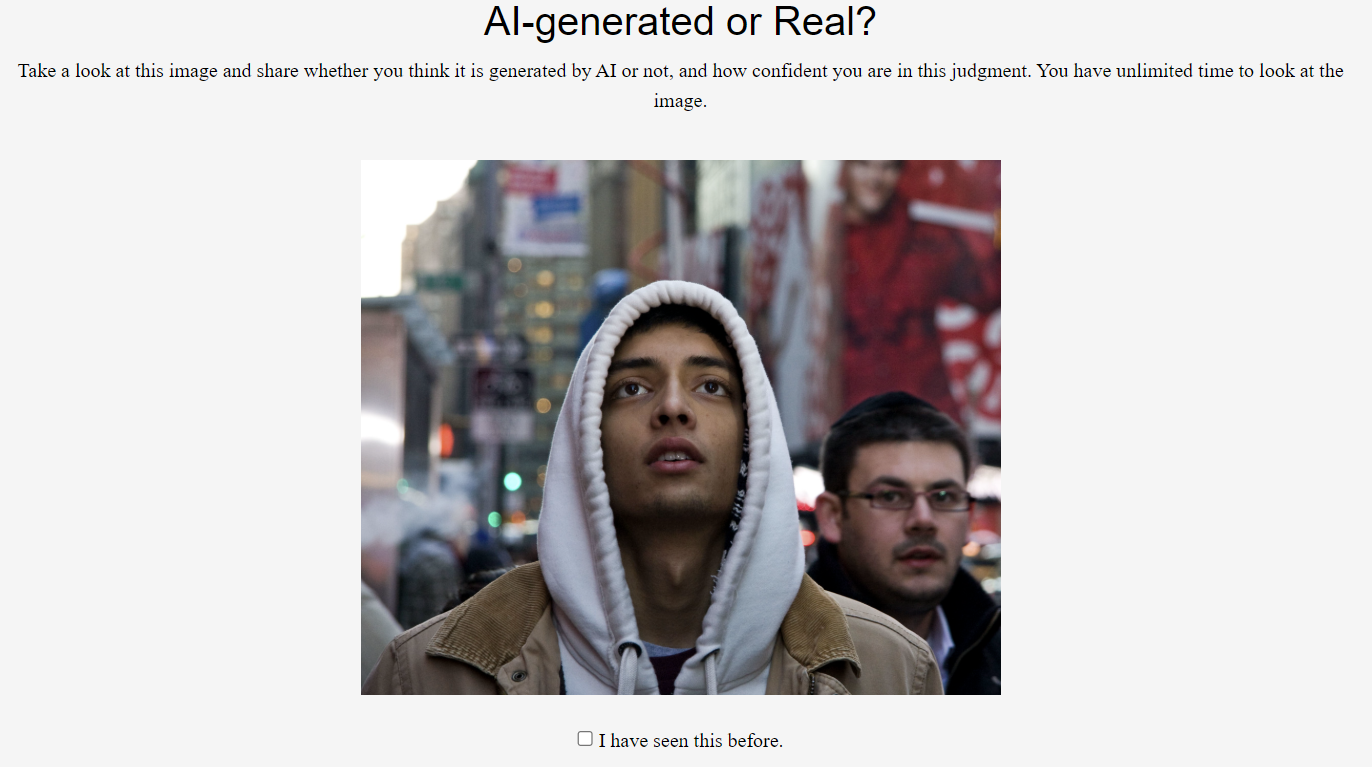 AI-generated or Real?
Take a look at this image and share whether you think it is generated by AI or not, and how confident you are in this judgment. You have unlimited time to look at the
image.
I have seen this before.